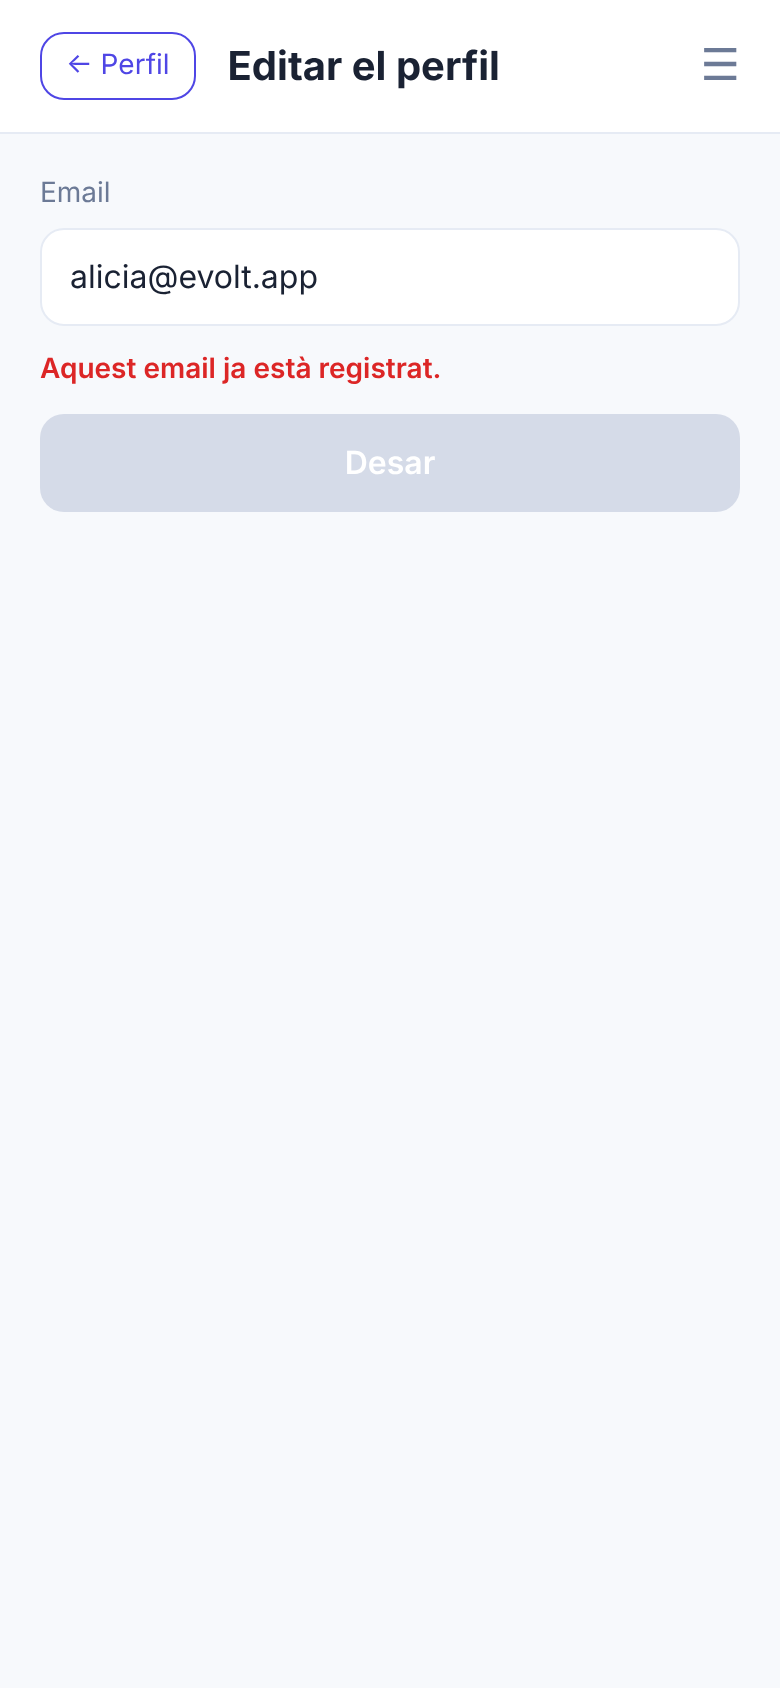 ← Perfil
Editar el perfil
☰
Email
alicia@evolt.app
Aquest email ja està registrat.
Desar